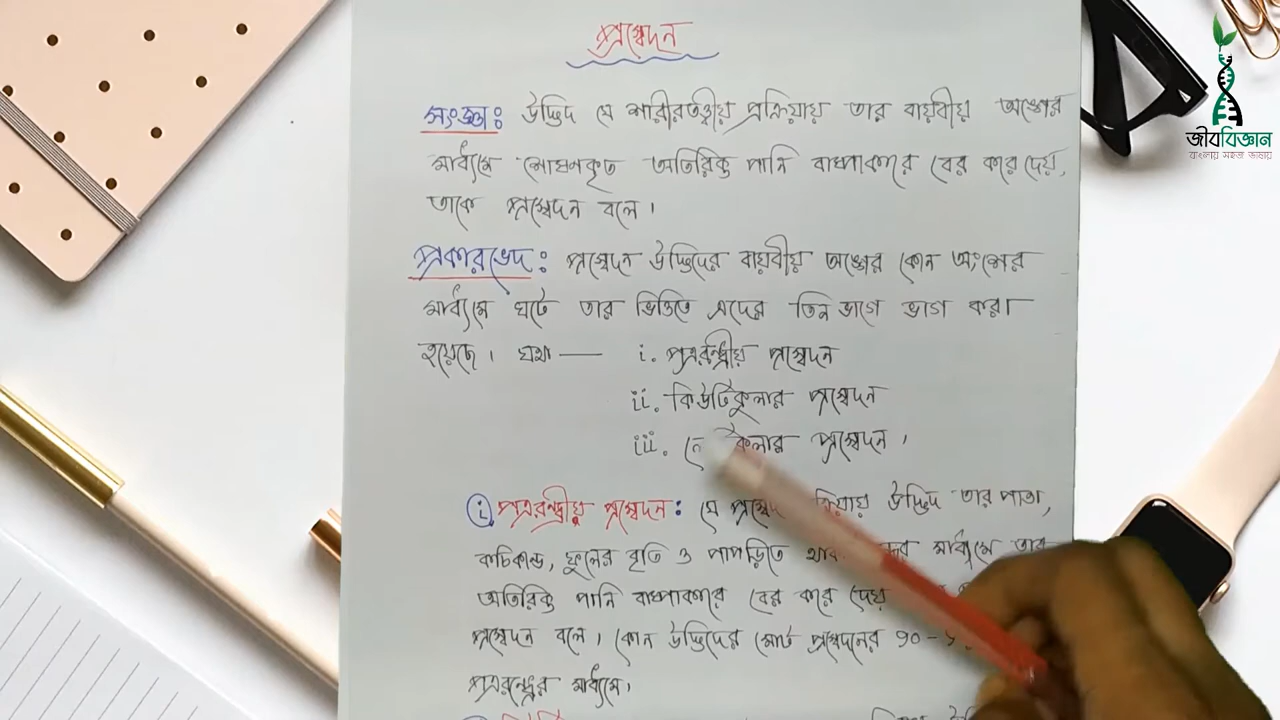 প্রস্বেদন
সংজ্ঞা: উদ্ভিদ যে শারীরতত্ত্বীয় প্রক্রিয়ায় তার বায়বীয় অঙ্গের
মাধ্যমে শোষণকৃত অতিরিক্ত পানি বাষ্পাকারে বের করে দেয়,
তাকে প্রস্বেদন বলে।
প্রকারভেদ: প্রস্বেদন উদ্ভিদের বায়বীয় অঙ্গের কোন অংশের
মাধ্যমে ঘটে তার ভিত্তিতে এদের তিন ভাগে ভাগ করা
হয়েছে। যথা —
i. পত্ররন্ধ্রীয় প্রস্বেদন
ii. কিউটিকুলার প্রস্বেদন
iii. প্রস্বেদন।
i. পত্ররন্ধ্রীয় প্রস্বেদন: যে উদ্ভিদ তার পাতা,
কচিকান্ড, ফুলের বৃতি ও পাপড়িতে মাধ্যমে তার
অতিরিক্ত পানি বাষ্পাকারে বের করে দেয়
প্রস্বেদন বলে। কোন উদ্ভিদের মোট প্রস্বেদনের ৯০-
পত্ররন্ধ্রের মাধ্যমে।
জীববিজ্ঞান
বাংলায় সহজ ভাষায়